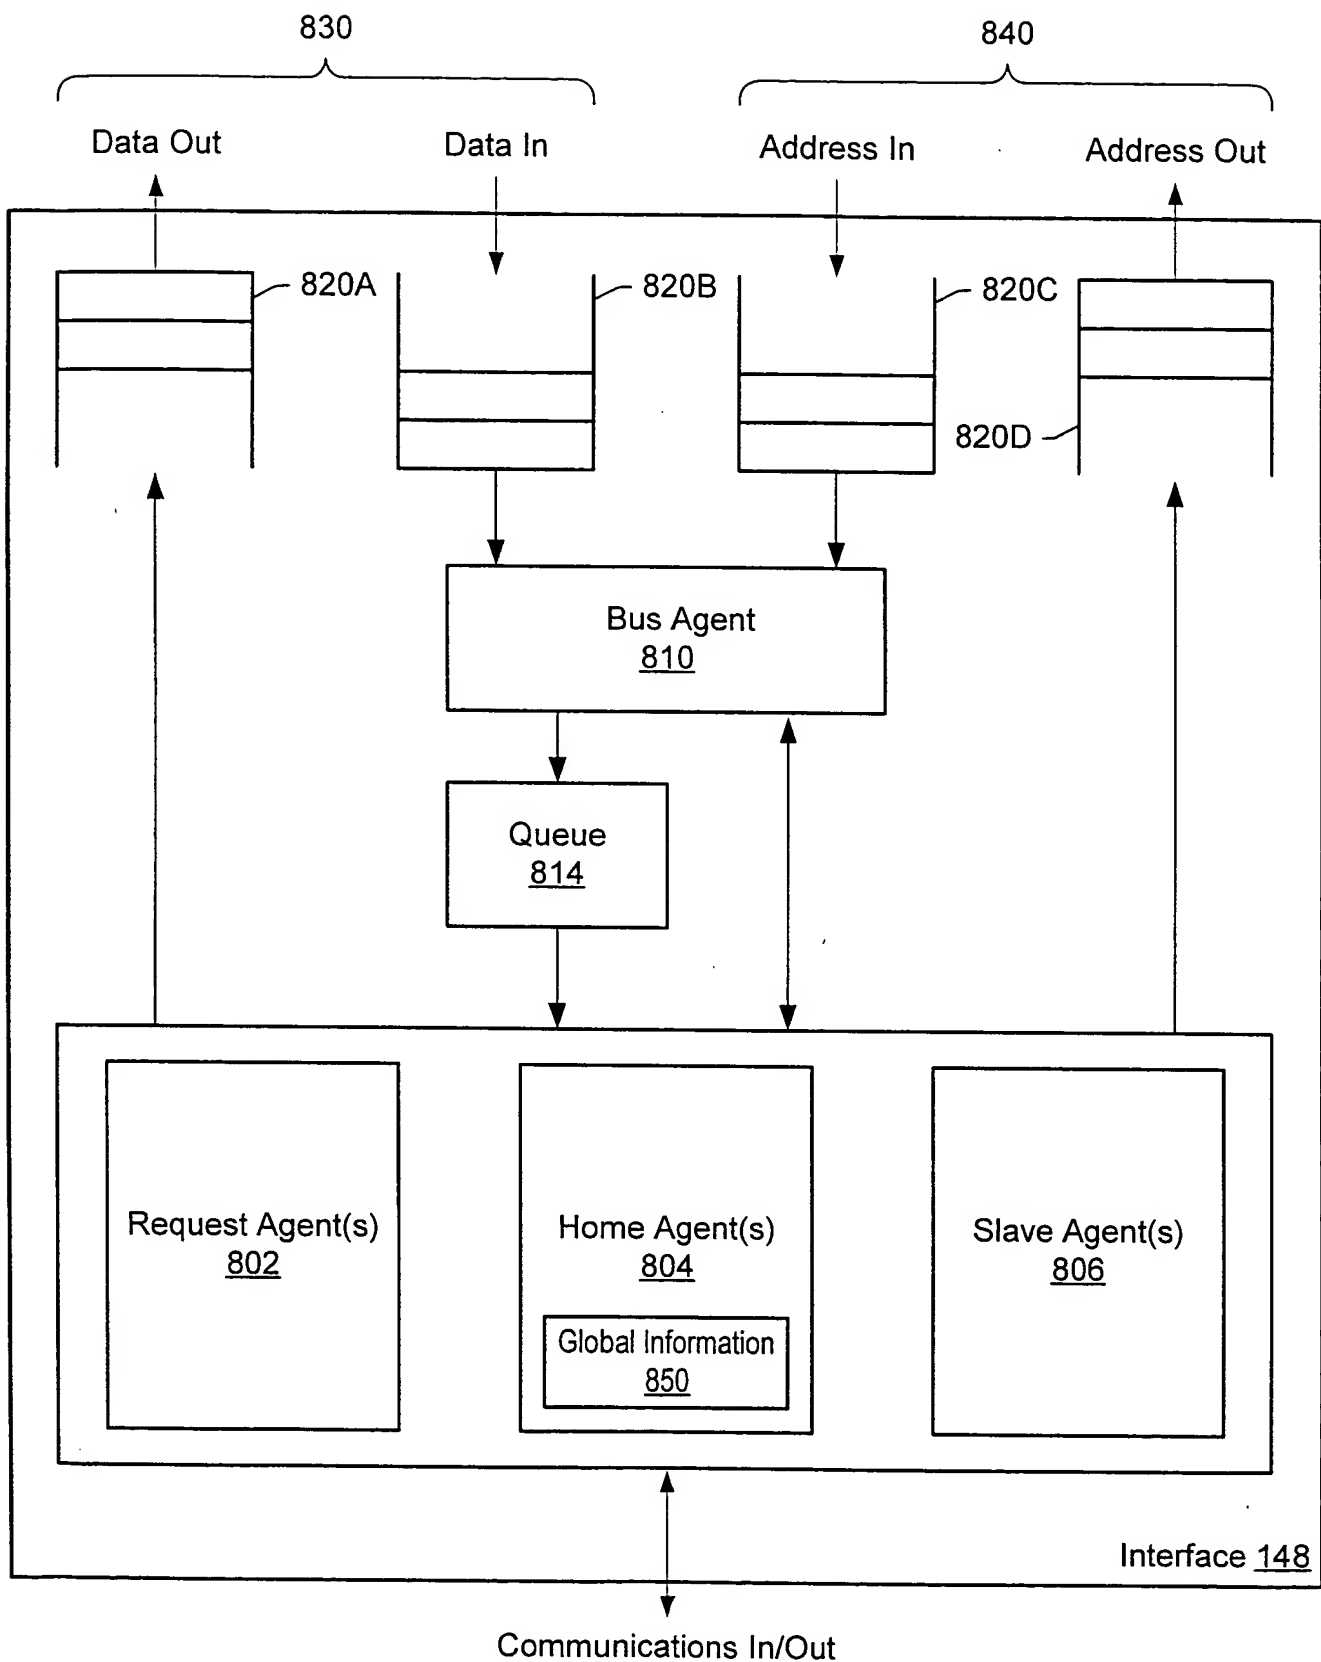 830
840
Data Out
Data In
Address In
Address Out
820A
820B
820C
820D
Bus Agent
810
Queue
814
Request Agent(s)
802
Home Agent(s)
804
Slave Agent(s)
806
Global Information
850
Interface 148
Communications In/Out